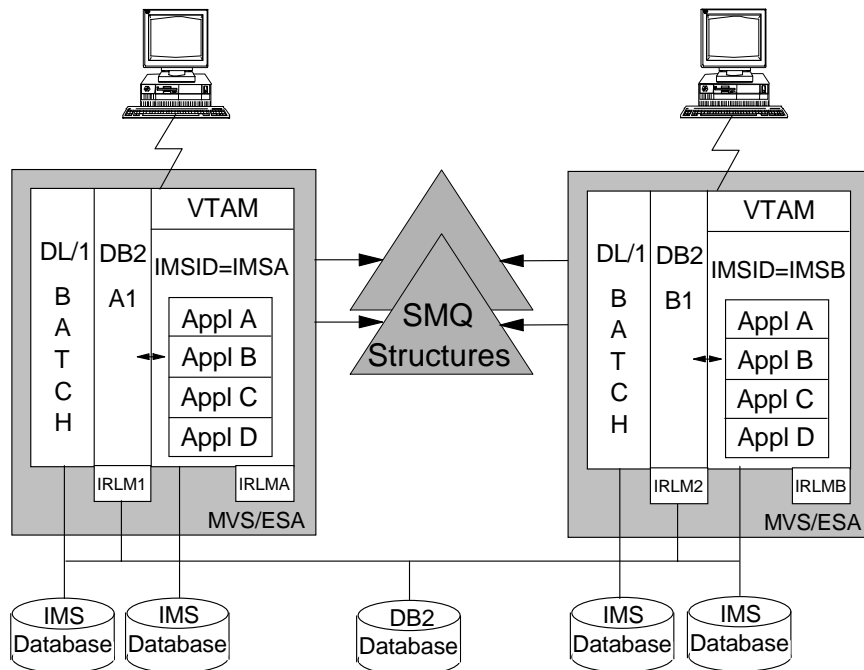 VTAM
DL/1
DB2
IMSID=IMSA
B
A
T
C
H
A1
Appl A
Appl B
Appl C
Appl D
IRLM1
IRLMA
MVS/ESA
SMQ
Structures
VTAM
DL/1
DB2
IMSID=IMSB
B
A
T
C
H
B1
Appl A
Appl B
Appl C
Appl D
IRLM2
IRLMB
MVS/ESA
IMS
Database
IMS
Database
DB2
Database
IMS
Database
IMS
Database